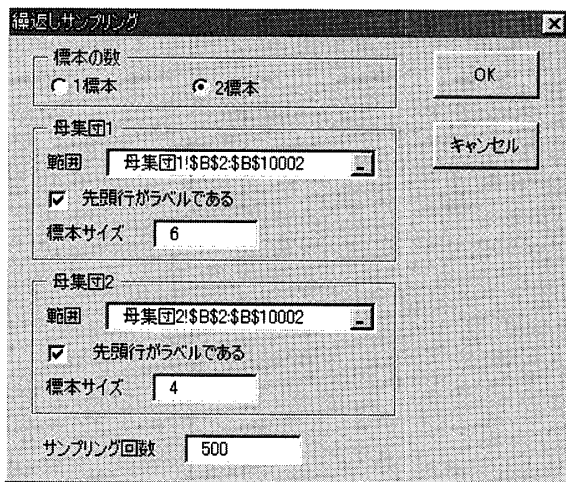 繰返しサンプリング
標本の数
1標本 2標本
OK
キャンセル
母集団1
範囲 母集団1!$B$2:$B$10002
先頭行がラベルである
標本サイズ 6
母集団2
範囲 母集団2!$B$2:$B$10002
先頭行がラベルである
標本サイズ 4
サンプリング回数 500